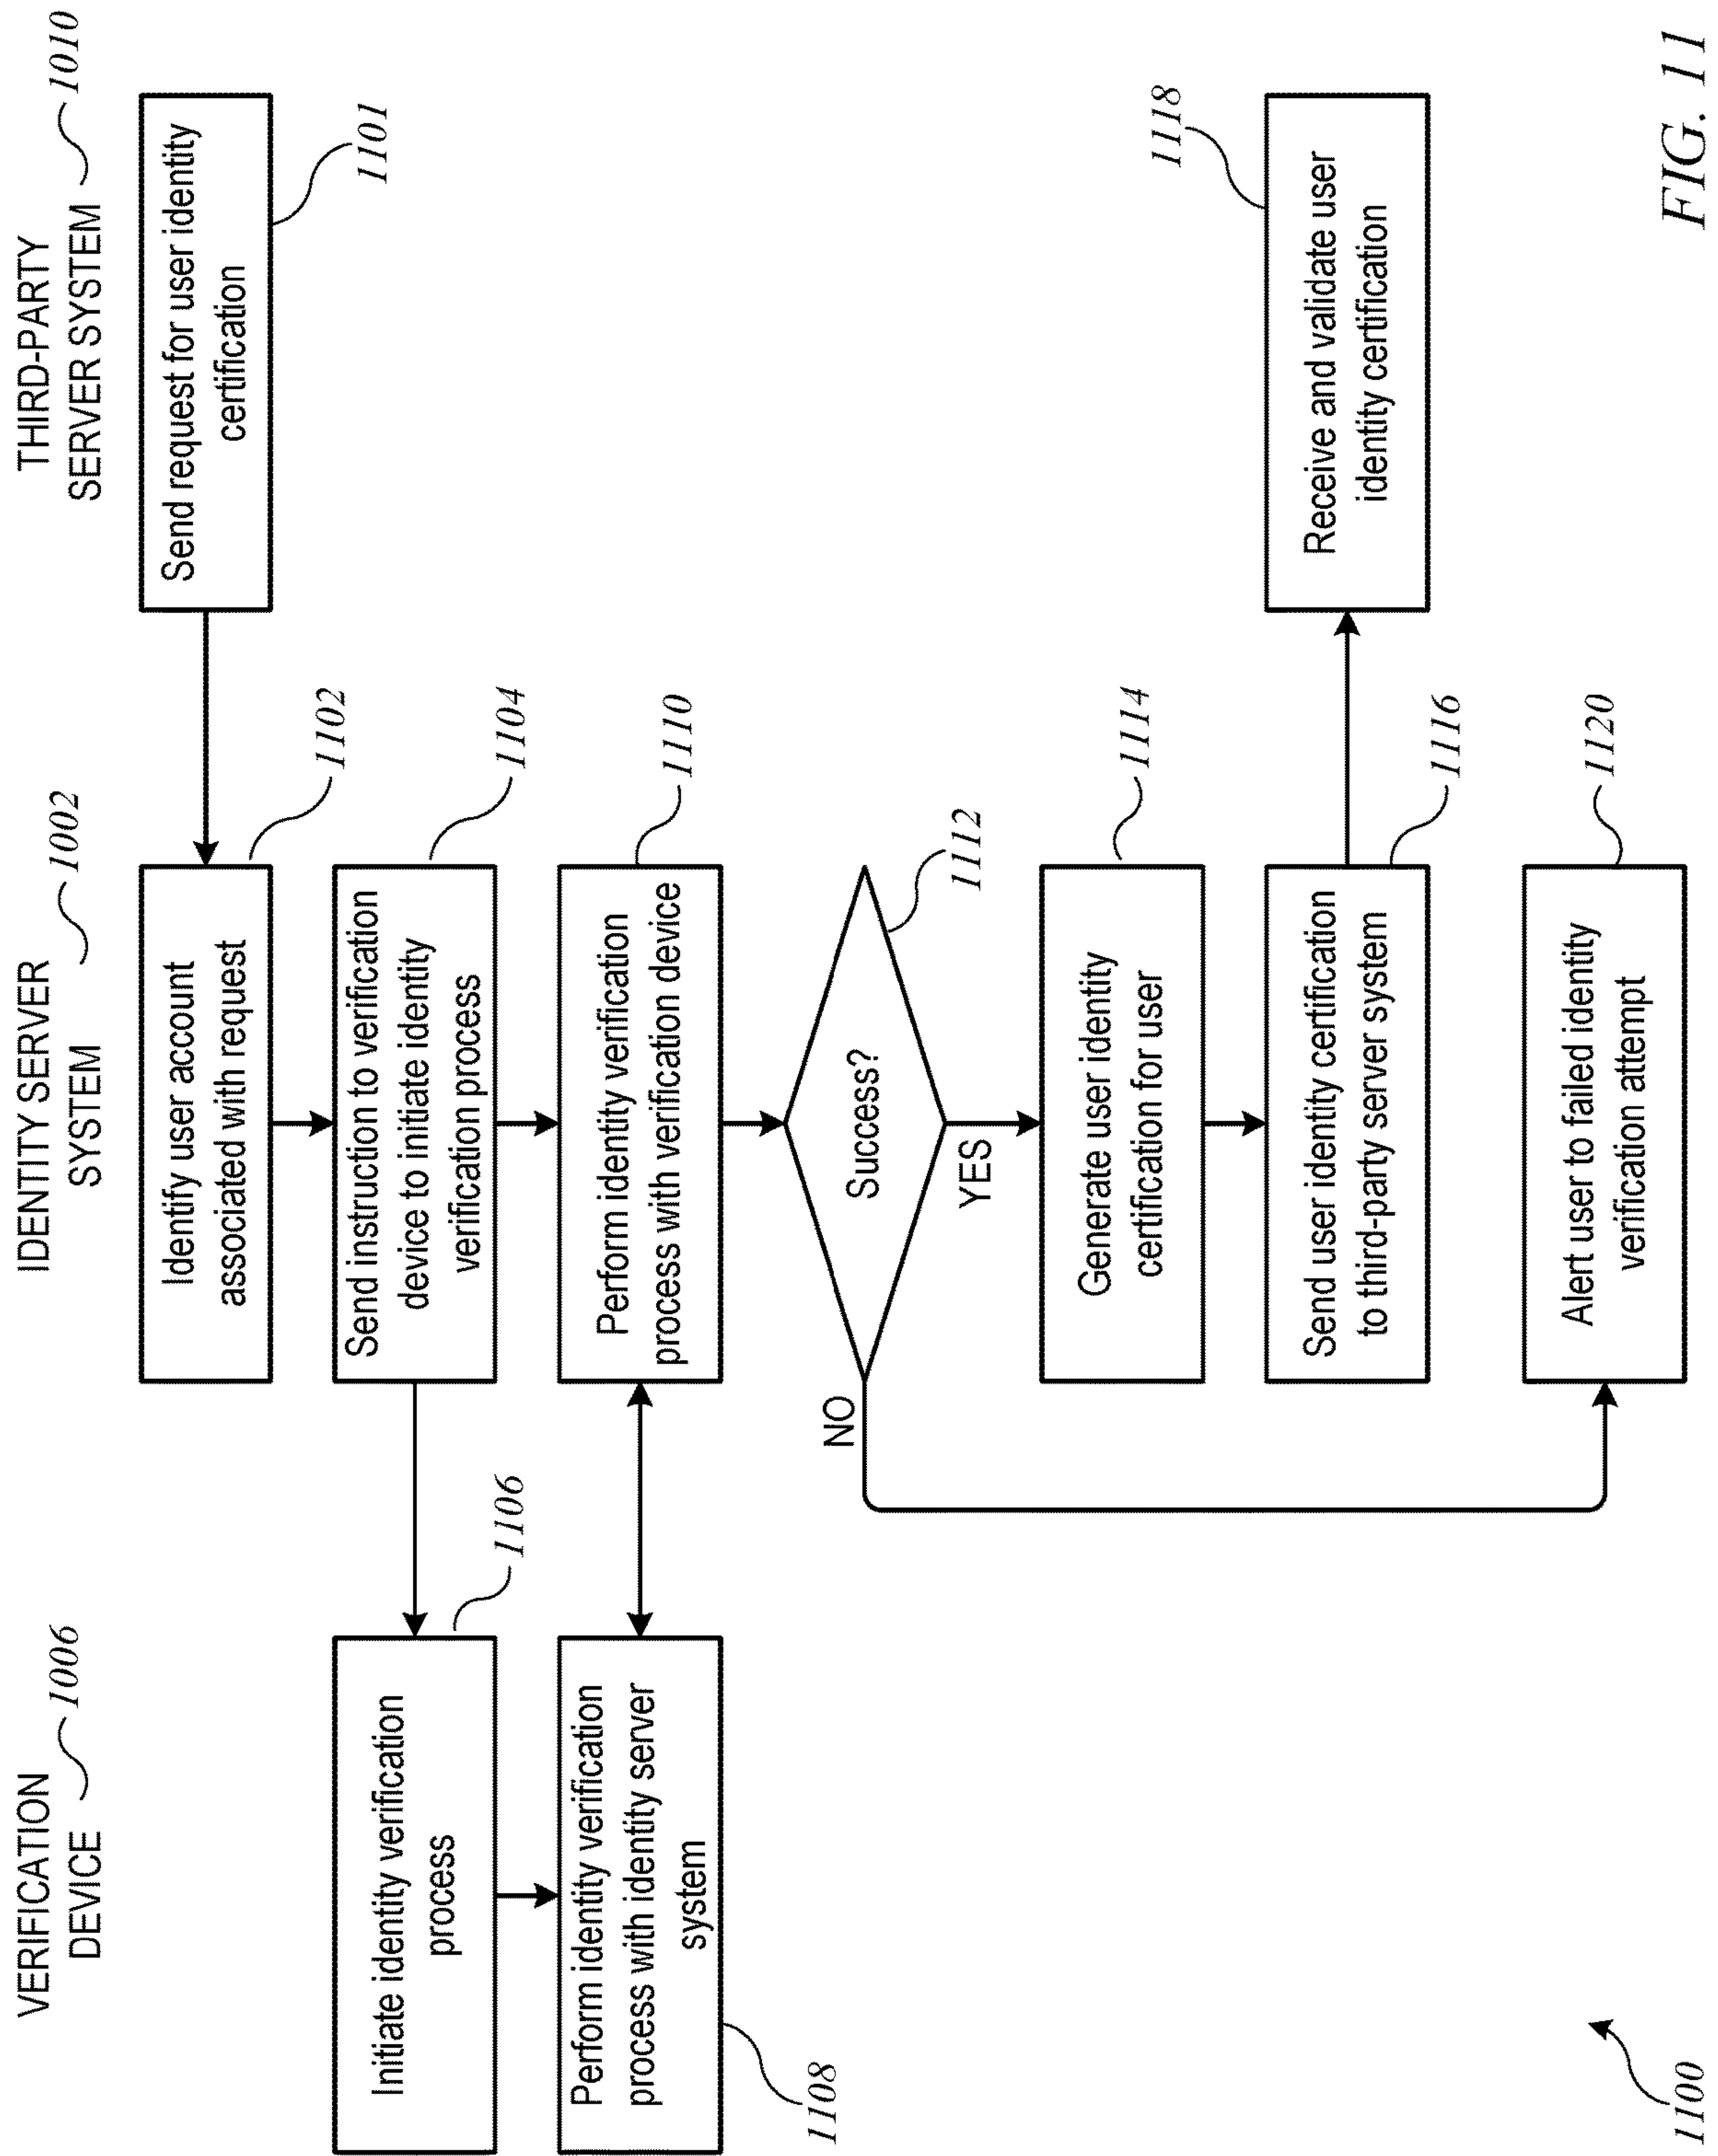 VERIFICATION
DEVICE
1006
IDENTITY SERVER
SYSTEM
1002
THIRD-PARTY
SERVER SYSTEM
1010
Send request for user identity
certification
1101
Identify user account
associated with request
1102
Send instruction to verification
device to initiate identity
verification process
1104
Initiate identity verification
process
1106
Perform identity verification
process with identity server
system
1108
Perform identity verification
process with verification device
1110
Success?
1112
NO
YES
Generate user identity
certification for user
1114
Send user identity certification
to third-party server system
1116
Receive and validate user
identity certification
1118
Alert user to failed identity
verification attempt
1120
1100
FIG. 11